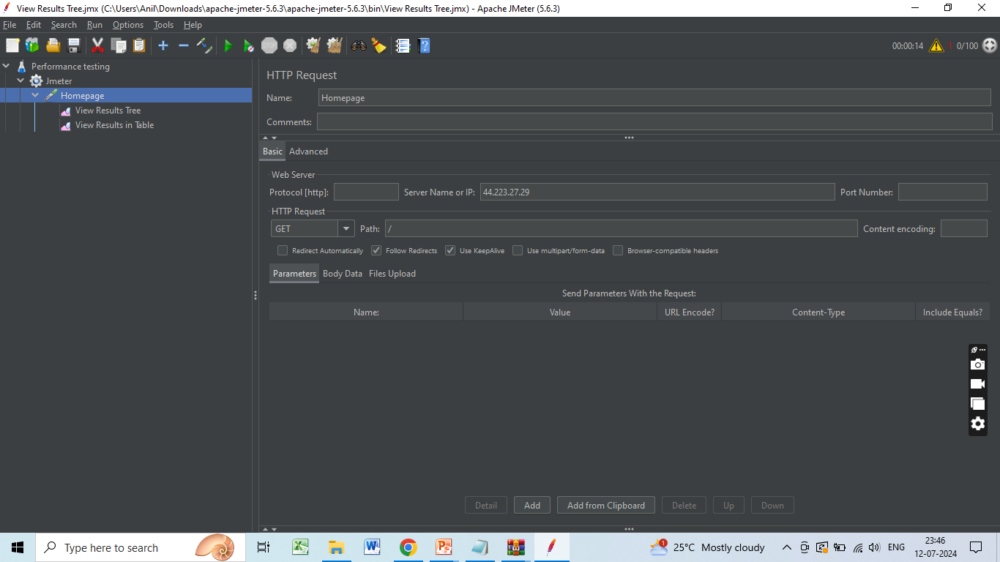 View Results Tree.jmx (C:\Users\Anil\Downloads\apache-jmeter-5.6.3\apache-jmeter-5.6.3\bin\View Results Tree.jmx) - Apache JMeter (5.6.3)
File Edit Search Run Options Tools Help
STOP 00:00:14 1 0/100
Performance testing
Jmeter
Homepage
View Results Tree
View Results in Table
HTTP Request
Name: Homepage
Comments:
Basic Advanced
Web Server
Protocol [http]: Server Name or IP: 44.223.27.29 Port Number:
HTTP Request
GET Path: / Content encoding:
Redirect Automatically Follow Redirects Use KeepAlive Use multipart/form-data Browser-compatible headers
Parameters Body Data Files Upload
Send Parameters With the Request:
Name: Value URL Encode? Content-Type Include Equals?
Detail Add Add from Clipboard Delete Up Down
Type here to search 1 25°C Mostly cloudy ENG 23:46
12-07-2024